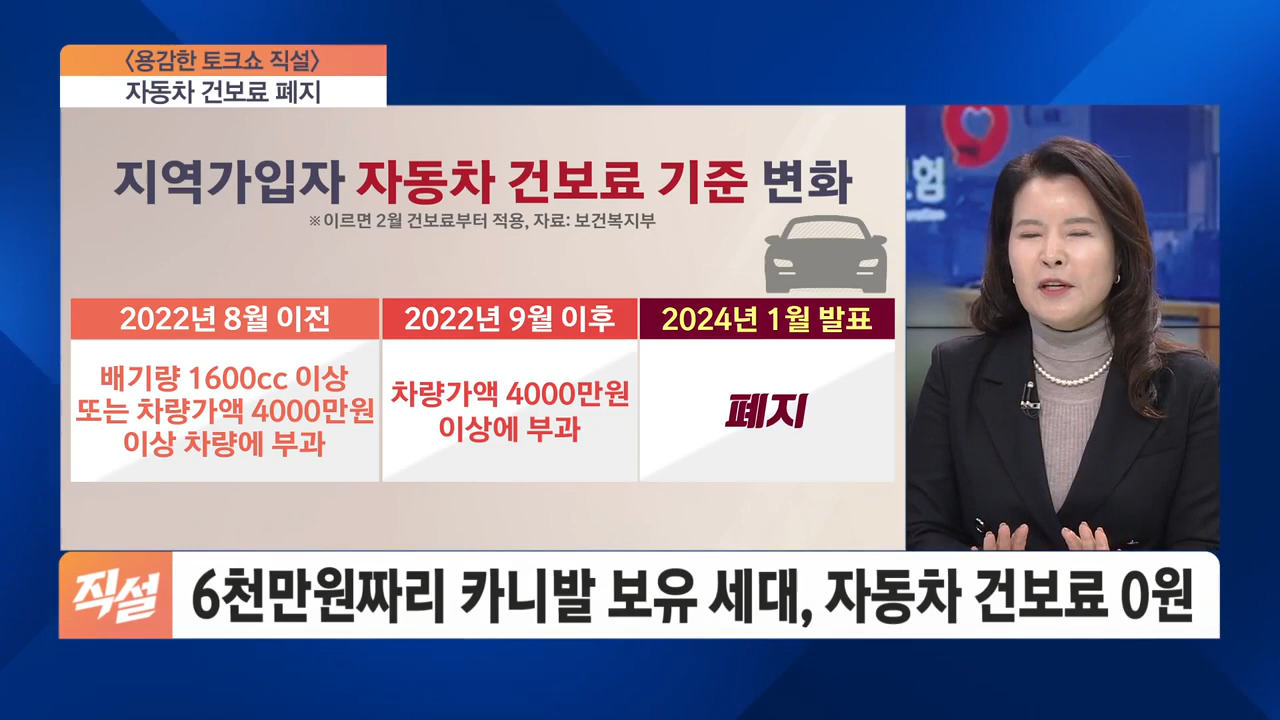 〈용감한 토크쇼 직설〉
자동차 건보료 폐지
지역가입자 자동차 건보료 기준 변화
※이르면 2월 건보료부터 적용, 자료: 보건복지부
2022년 8월 이전
배기량 1600cc 이상
또는 차량가액 4000만원
이상 차량에 부과
2022년 9월 이후
차량가액 4000만원
이상에 부과
2024년 1월 발표
폐지
험
직설
6천만원짜리 카니발 보유 세대, 자동차 건보료 0원